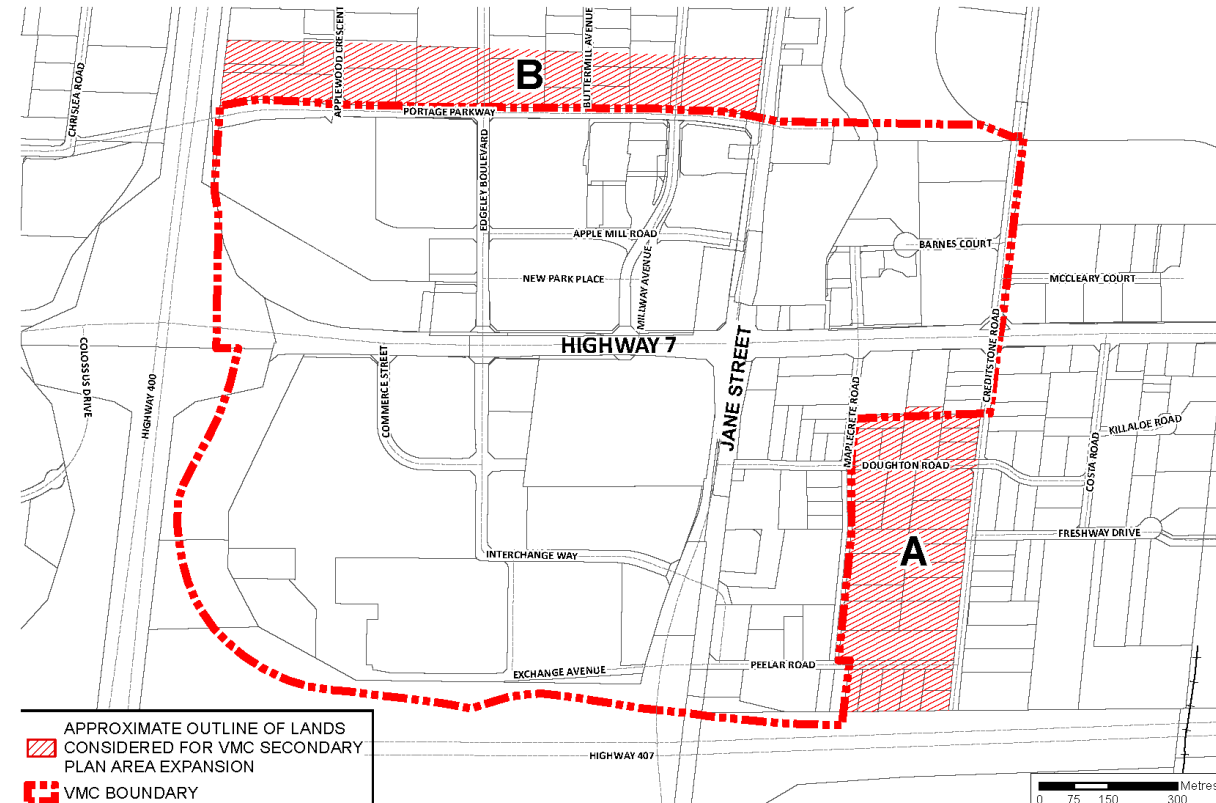 APPLEWOOD CRESCENT
BUTTERMILL AVENUE
B
CHRISLEA ROAD
PORTAGE PARKWAY
EDGELEY BOULEVARD
APPLE MILL ROAD
BARNES COURT
NEW PARK PLACE
MILLWAY AVENUE
MCCLEARY COURT
HIGHWAY 7
JANE STREET
CREDITSTONE ROAD
COLOSSUS DRIVE
HIGHWAY 400
COMMERCE STREET
MAPLECRETE ROAD
KILLALOE ROAD
DOUGHTON ROAD
COSTA ROAD
FRESHWAY DRIVE
A
INTERCHANGE WAY
EXCHANGE AVENUE
PEELAR ROAD
HIGHWAY 407
APPROXIMATE OUTLINE OF LANDS
CONSIDERED FOR VMC SECONDARY
PLAN AREA EXPANSION
VMC BOUNDARY
Metres
0 75 150 300